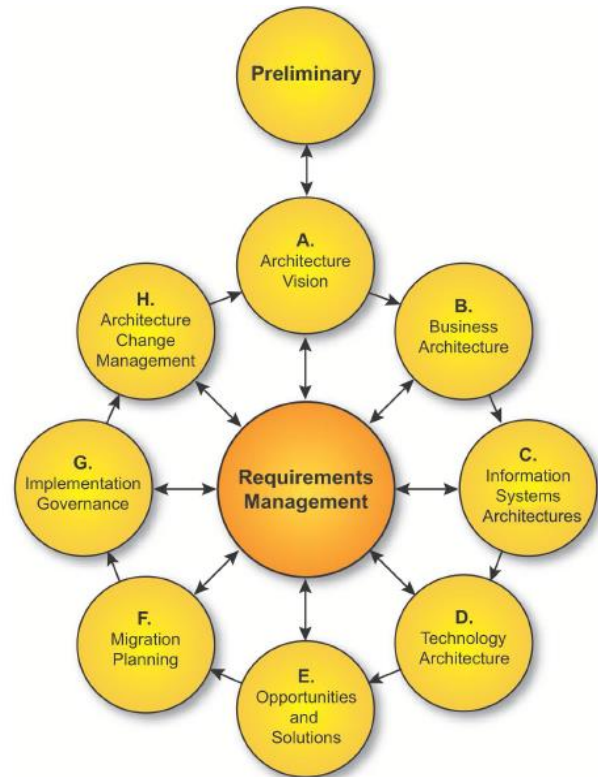 Preliminary
A.
Architecture
Vision
B.
Business
Architecture
C.
Information
Systems
Architectures
D.
Technology
Architecture
E.
Opportunities
and
Solutions
F.
Migration
Planning
G.
Implementation
Governance
H.
Architecture
Change
Management
Requirements
Management